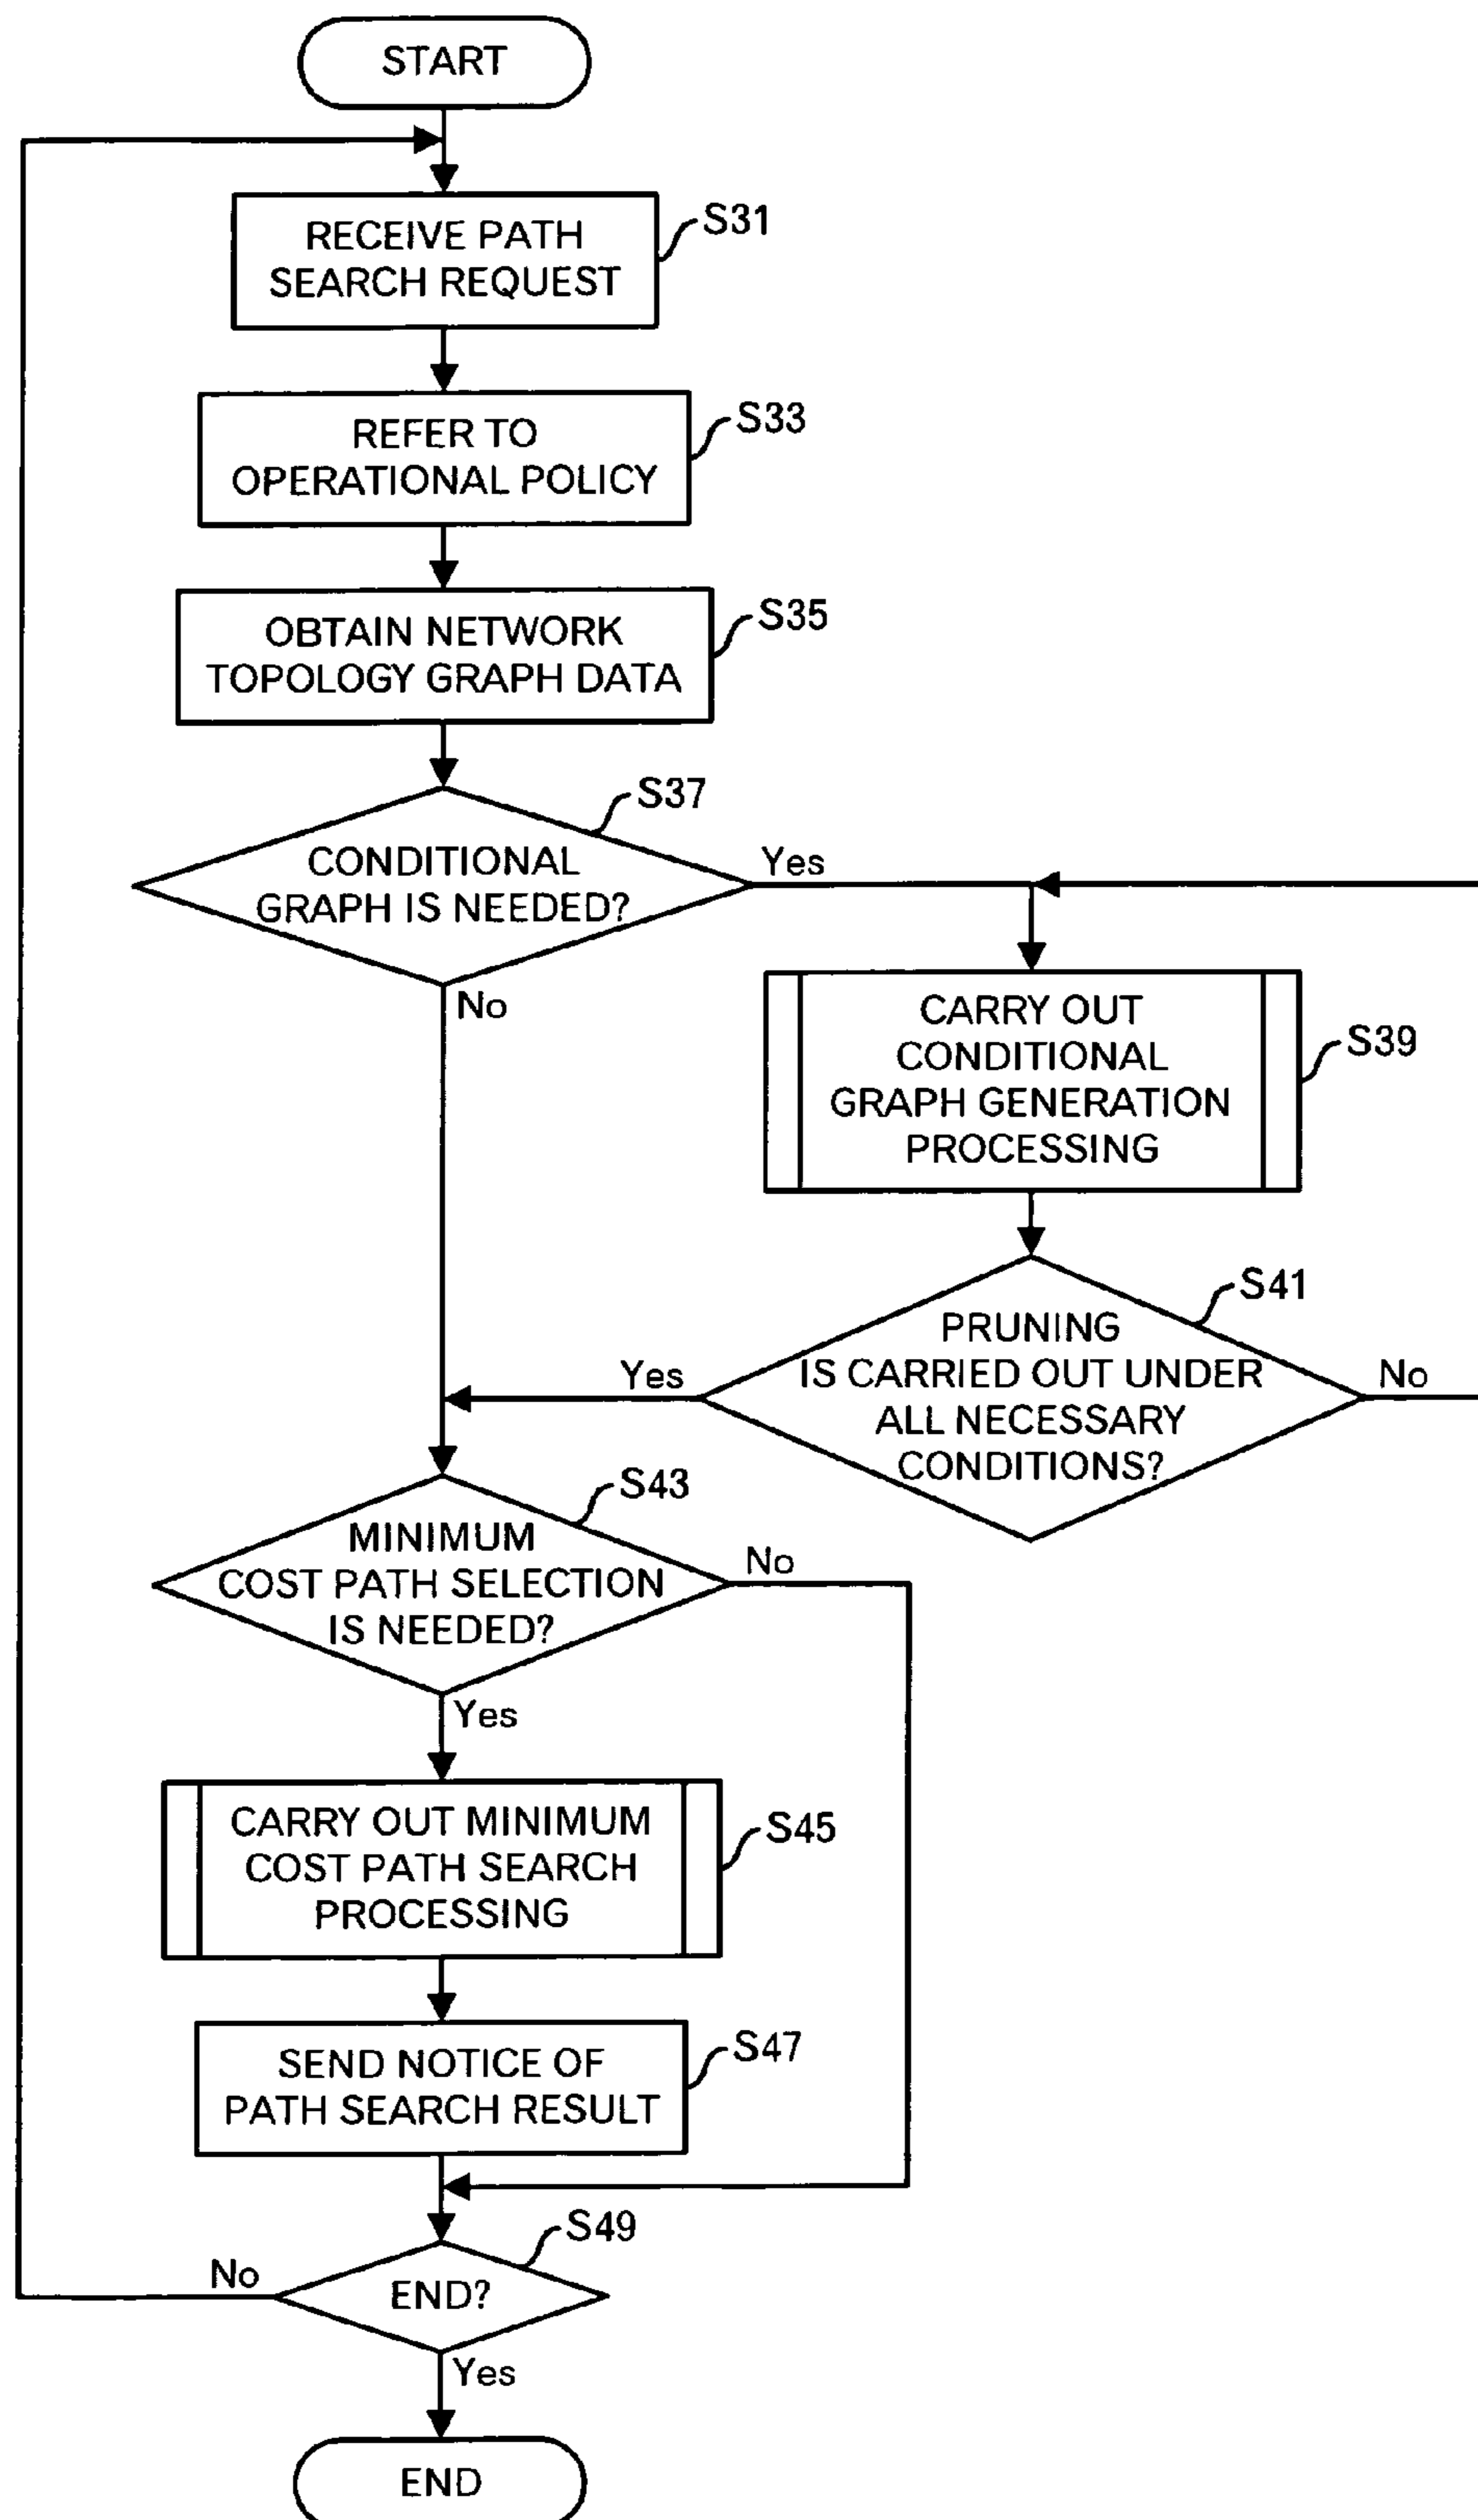 START
RECEIVE PATH
SEARCH REQUEST
S31
REFER TO
OPERATIONAL POLICY
S33
OBTAIN NETWORK
TOPOLOGY GRAPH DATA
S35
S37
CONDITIONAL
GRAPH IS NEEDED?
Yes
No
CARRY OUT
CONDITIONAL
GRAPH GENERATION
PROCESSING
S39
S41
PRUNING
IS CARRIED OUT UNDER
ALL NECESSARY
CONDITIONS?
Yes
No
S43
MINIMUM
COST PATH SELECTION
IS NEEDED?
No
Yes
CARRY OUT MINIMUM
COST PATH SEARCH
PROCESSING
S45
SEND NOTICE OF
PATH SEARCH RESULT
S47
S49
END?
No
Yes
END